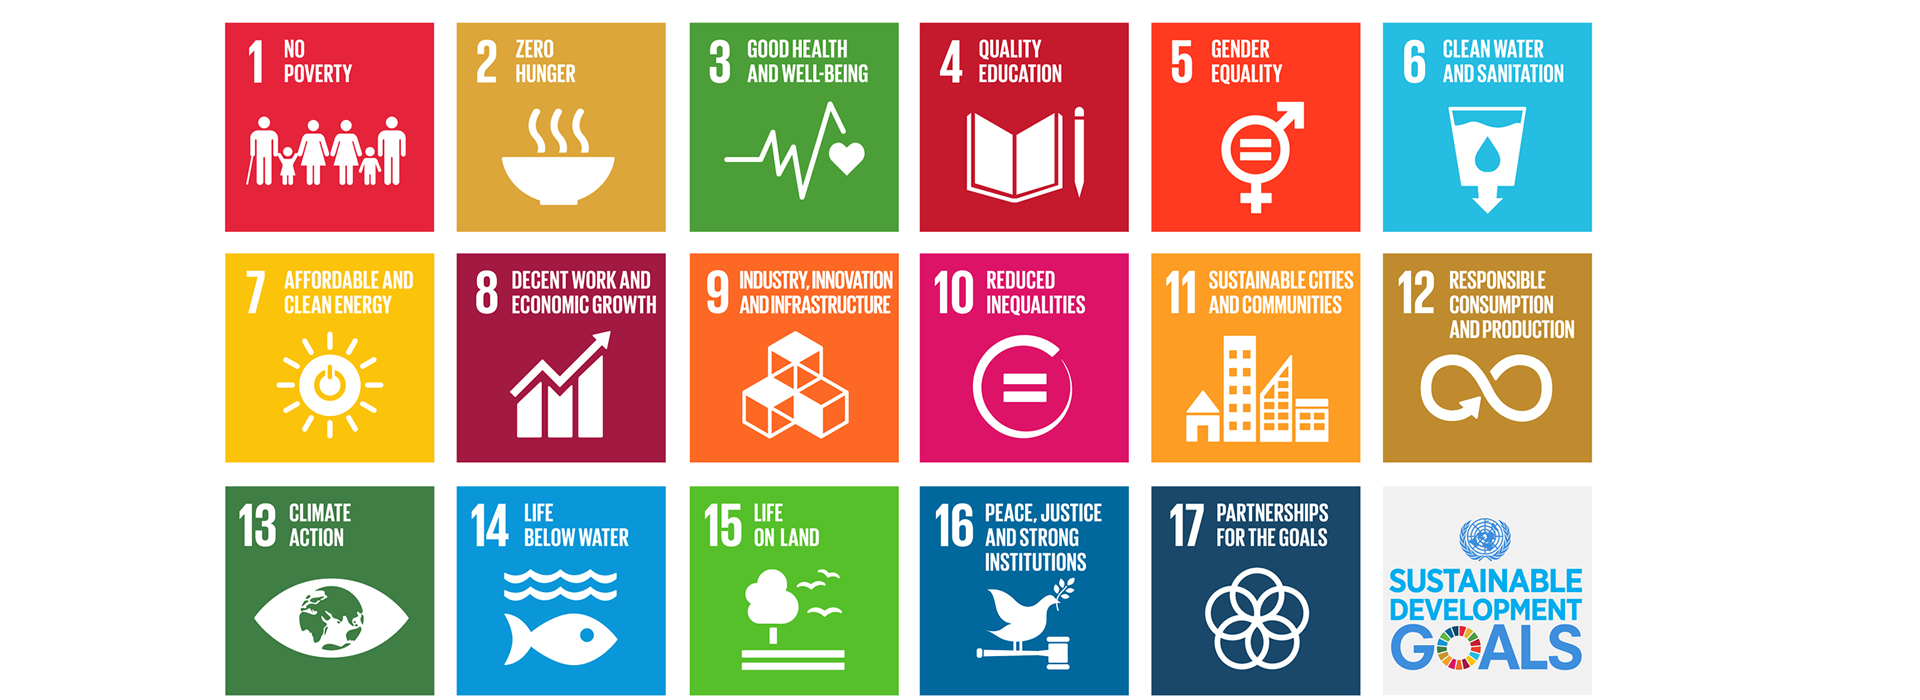 1 NO
POVERTY
2 ZERO
HUNGER
3 GOOD HEALTH
AND WELL-BEING
4 QUALITY
EDUCATION
5 GENDER
EQUALITY
6 CLEAN WATER
AND SANITATION
7 AFFORDABLE AND
CLEAN ENERGY
8 DECENT WORK AND
ECONOMIC GROWTH
9 INDUSTRY, INNOVATION
AND INFRASTRUCTURE
10 REDUCED
INEQUALITIES
11 SUSTAINABLE CITIES
AND COMMUNITIES
12 RESPONSIBLE
CONSUMPTION
AND PRODUCTION
13 CLIMATE
ACTION
14 LIFE
BELOW WATER
15 LIFE
ON LAND
16 PEACE, JUSTICE
AND STRONG
INSTITUTIONS
17 PARTNERSHIPS
FOR THE GOALS
SUSTAINABLE
DEVELOPMENT
GOALS